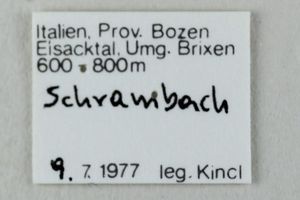 Italien, Prov. Bozen
Eisacktal, Umg. Brixen
600 - 800m
Schrambach
9. 7. 1977 leg. Kincl